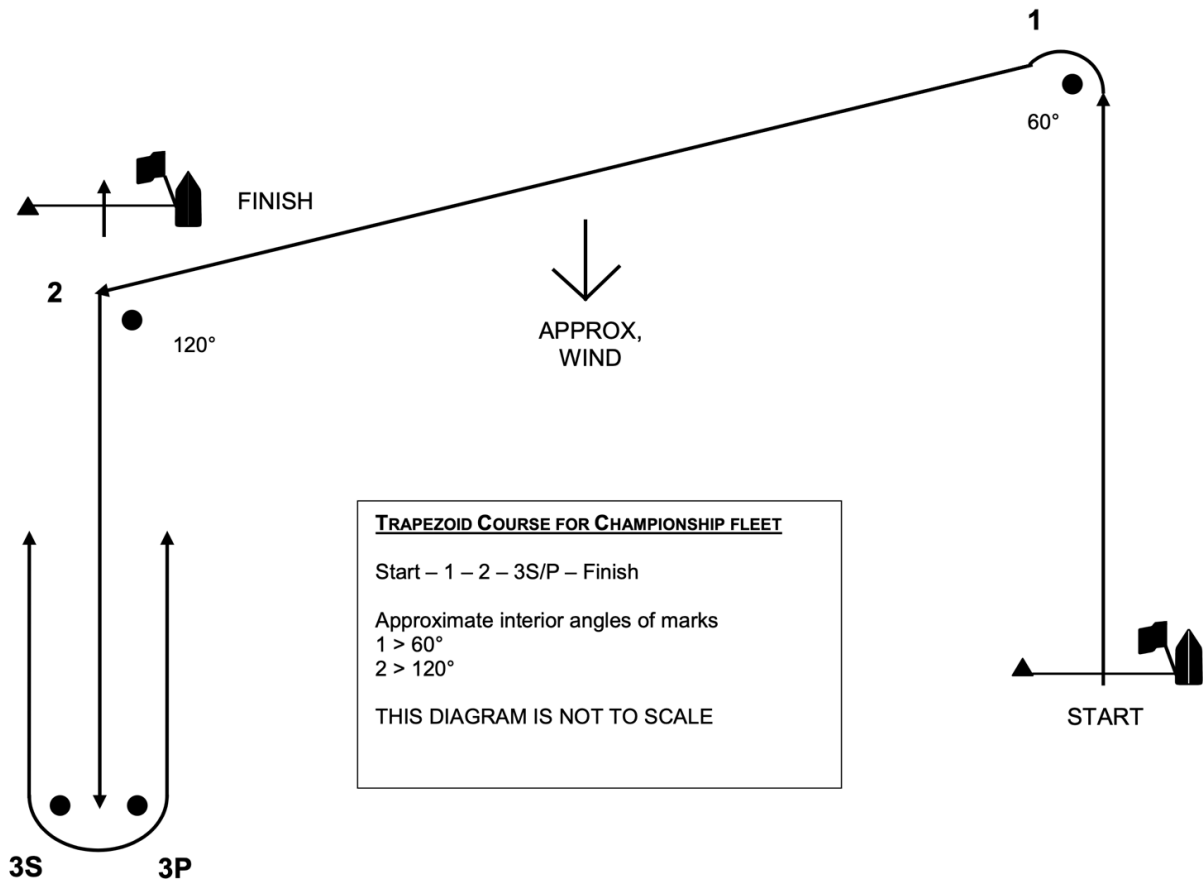 1
60°
FINISH
2
120°
APPROX,
WIND
TRAPEZOID COURSE FOR CHAMPIONSHIP FLEET
Start – 1 – 2 – 3S/P – Finish
Approximate interior angles of marks
1 > 60°
2 > 120°
THIS DIAGRAM IS NOT TO SCALE
START
3S
3P